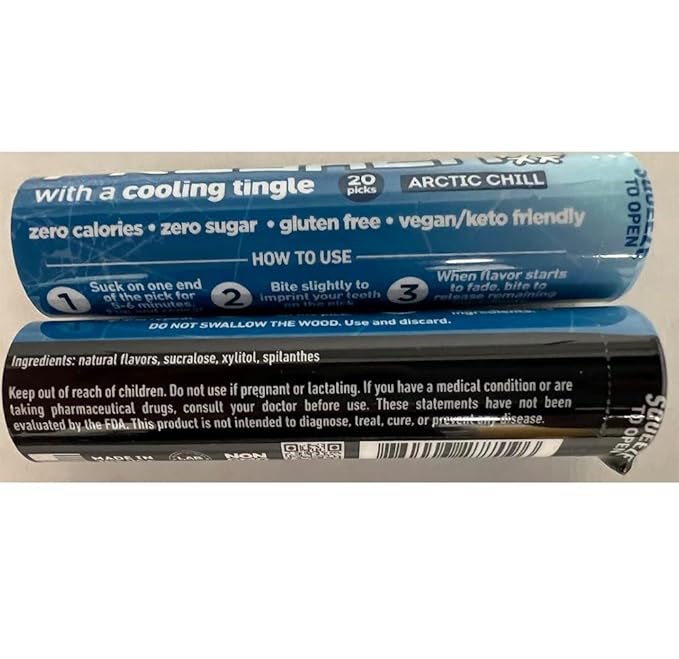 with a cooling tingle 20 picks ARCTIC CHILL
zero calories • zero sugar • gluten free • vegan/keto friendly
HOW TO USE
1 Suck on one end
of the pick for
5-6 minutes,
2 Bite slightly to
imprint your teeth
on the pick
3 When flavor starts
to fade, bite to
release remaining
SQUEEZE
TO OPEN
ingredients.
DO NOT SWALLOW THE WOOD. Use and discard.
Ingredients: natural flavors, sucralose, xylitol, spilanthes
Keep out of reach of children. Do not use if pregnant or lactating. If you have a medical condition or are
taking pharmaceutical drugs, consult your doctor before use. These statements have not been
evaluated by the FDA. This product is not intended to diagnose, treat, cure, or prevent any disease.
MADE IN
LAB
NON
SQUEEZE
TO OPEN